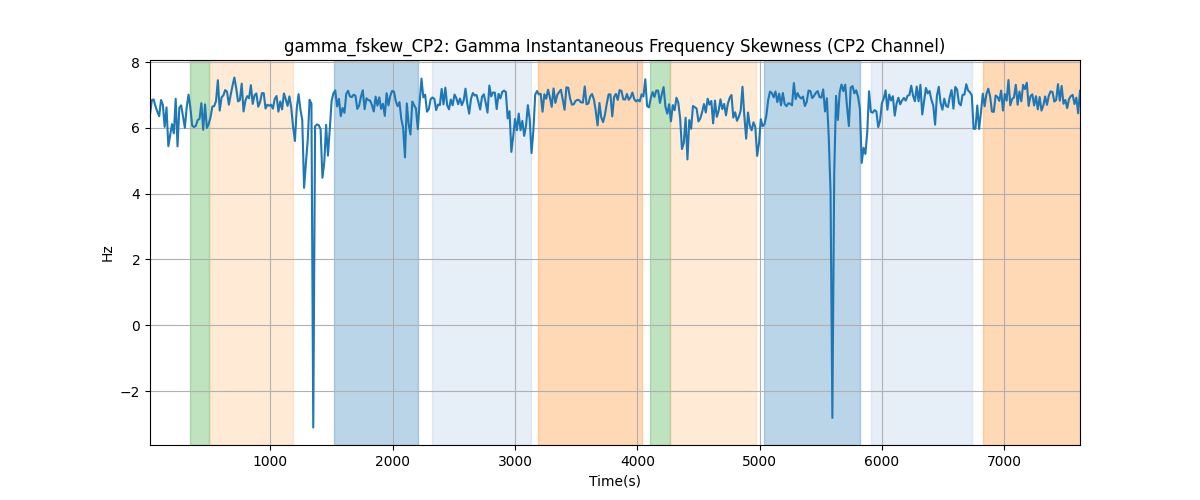 gamma_fskew_CP2: Gamma Instantaneous Frequency Skewness (CP2 Channel)
8
6
4
2
0
−2
Hz
1000 2000 3000 4000 5000 6000 7000
Time(s)